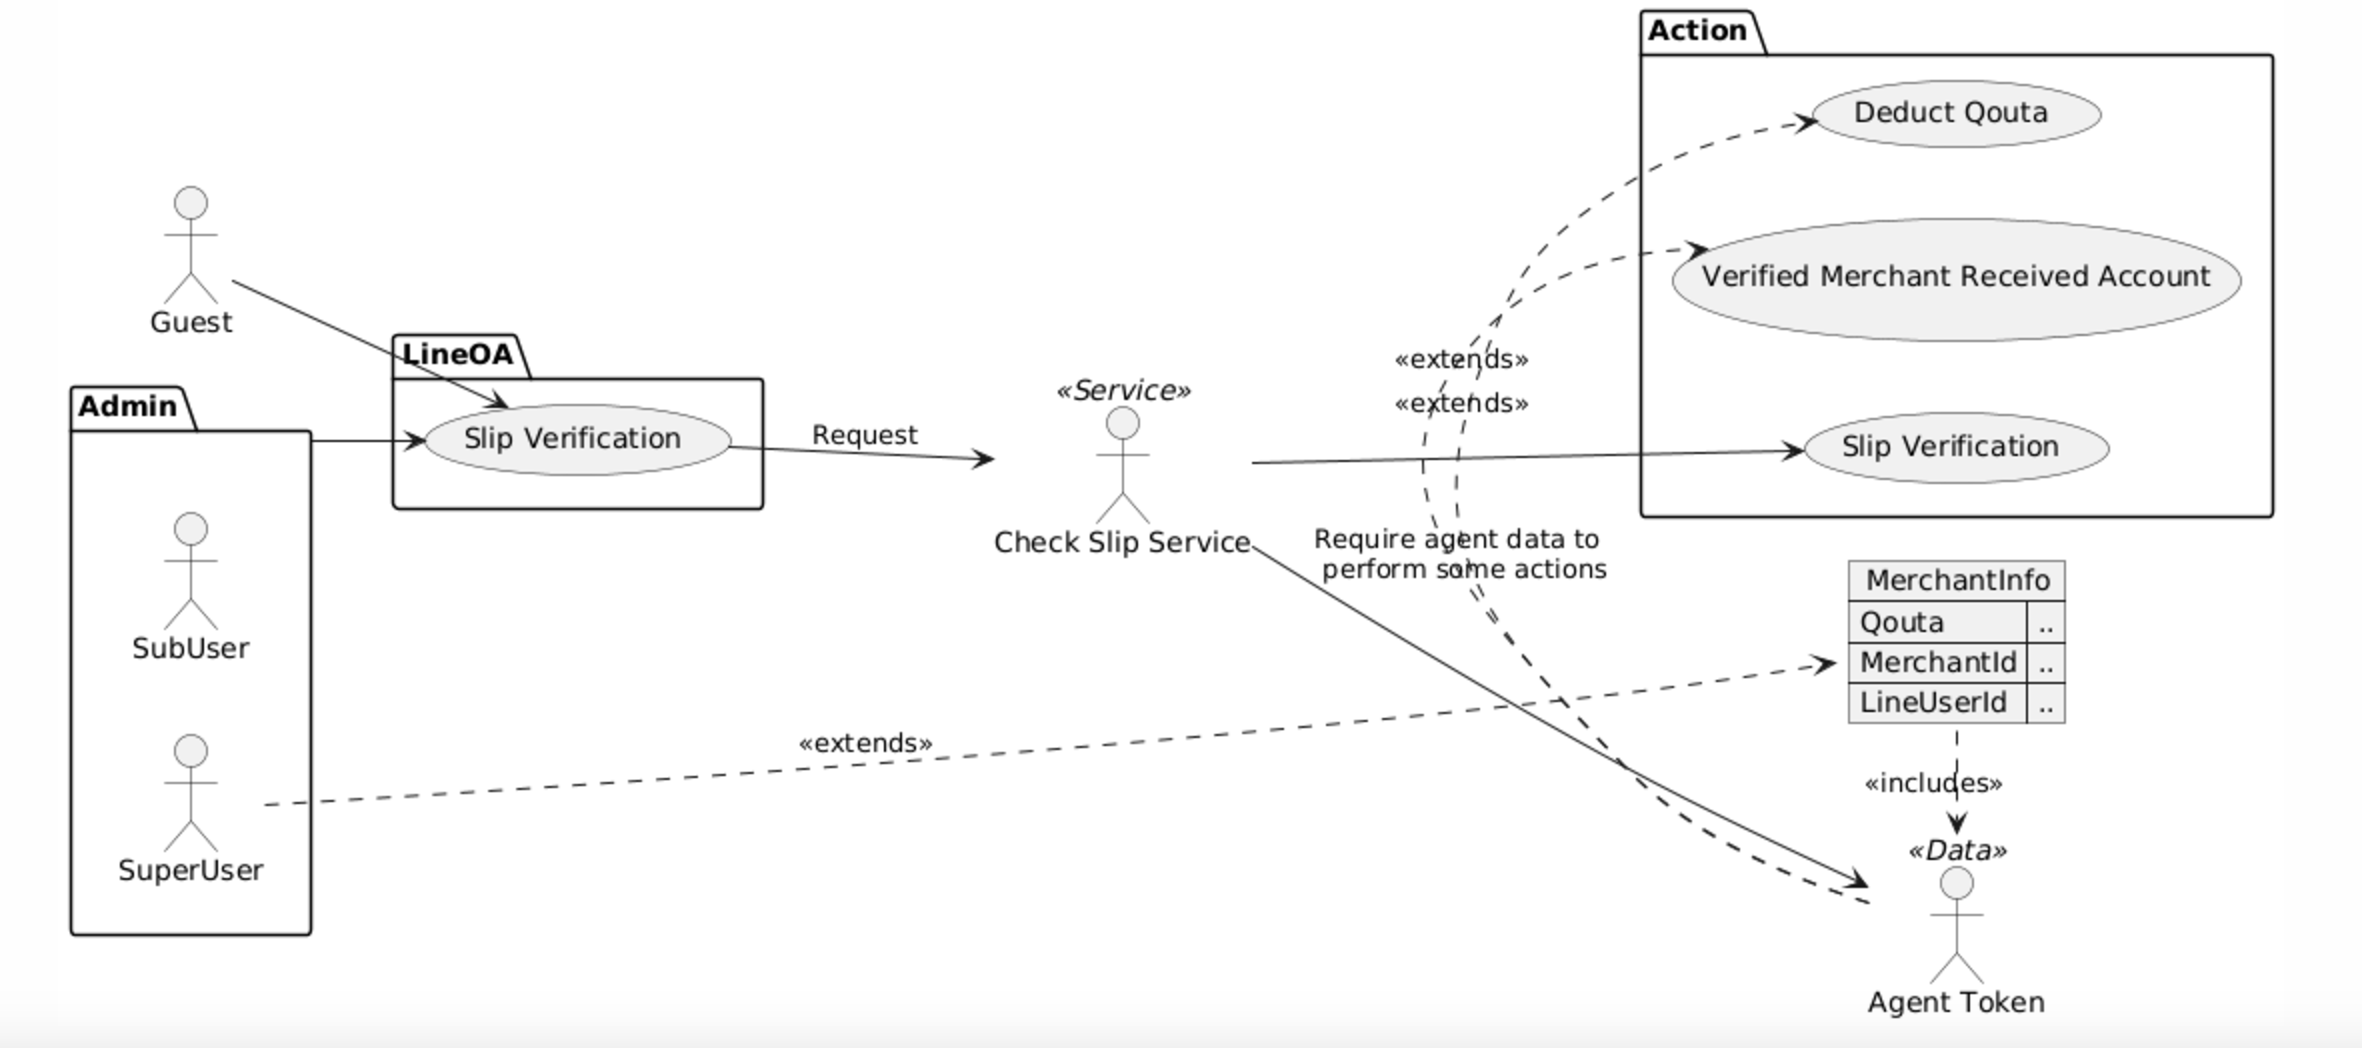 Action
Deduct Qouta
Verified Merchant Received Account
Slip Verification
Guest
LineOA
Slip Verification
Admin
SubUser
SuperUser
Request
«Service»
Check Slip Service
«extends»
«extends»
Require agent data to
perform some actions
«extends»
MerchantInfo
Qouta ..
MerchantId ..
LineUserId ..
«includes»
«Data»
Agent Token